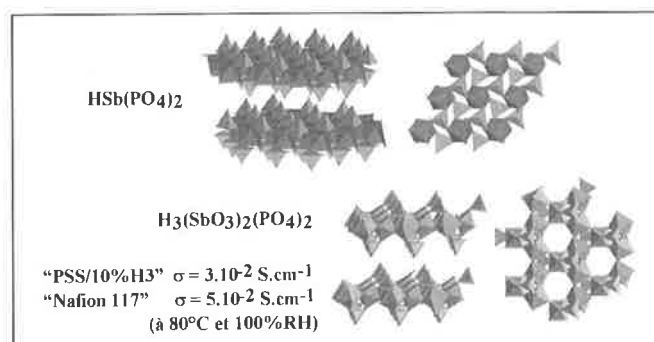 HSb(PO4)2
H3(SbO3)2(PO4)2
“PSS/10%H3” σ = 3.10-2 S.cm-1
“Nafion 117” σ = 5.10-2 S.cm-1
(à 80°C et 100%RH)